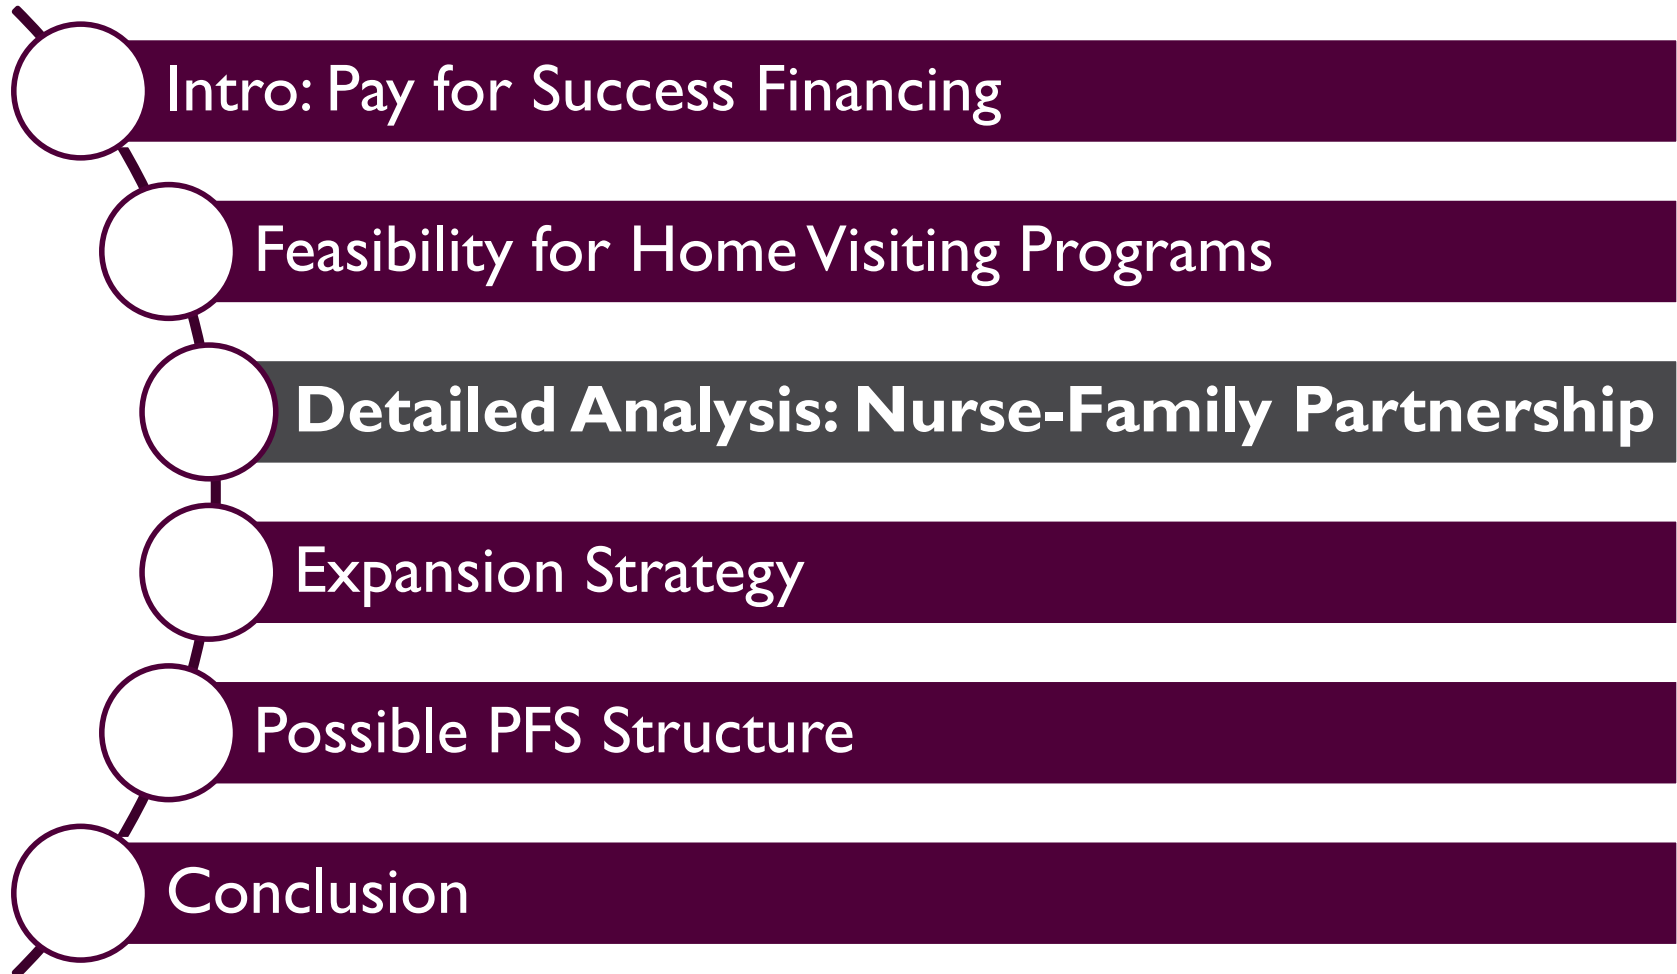 Intro: Pay for Success Financing
Feasibility for Home Visiting Programs
Detailed Analysis: Nurse-Family Partnership
Expansion Strategy
Possible PFS Structure
Conclusion